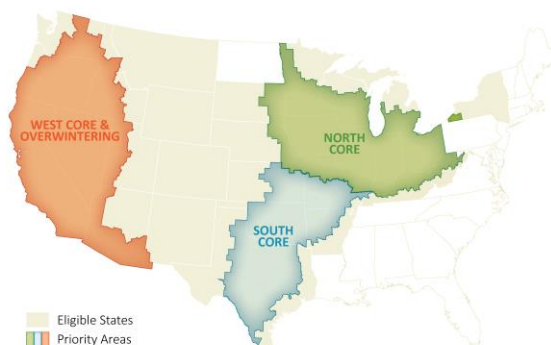 WEST CORE &
OVERWINTERING
NORTH
CORE
SOUTH
CORE
Eligible States
Priority Areas